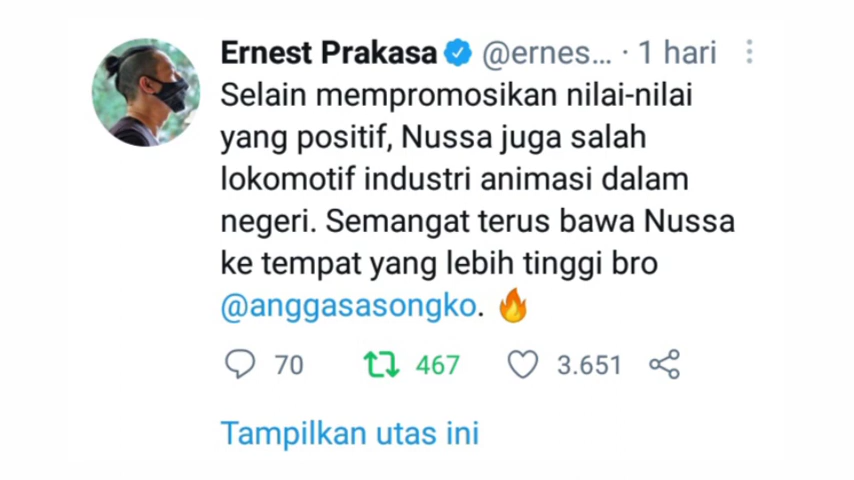 Ernest Prakasa @ernes... · 1 hari
Selain mempromosikan nilai-nilai
yang positif, Nussa juga salah
lokomotif industri animasi dalam
negeri. Semangat terus bawa Nussa
ke tempat yang lebih tinggi bro
@anggasasongko. 🔥
70 467 3.651
Tampilkan utas ini